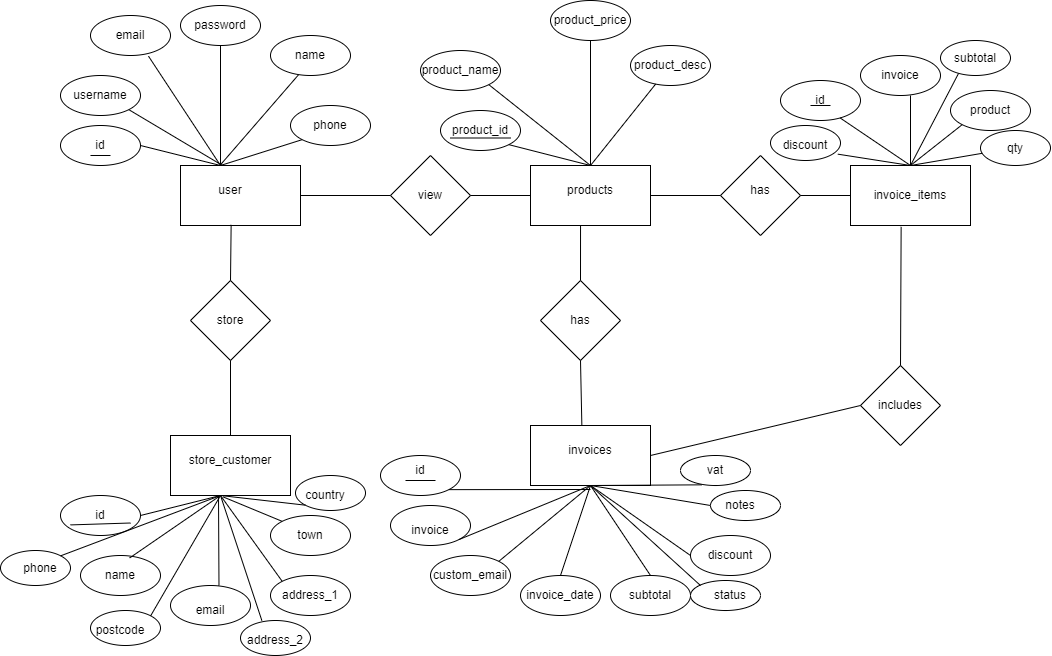 password
product_price
email
name
subtotal
product_name
product_desc
invoice
username
id
product
phone
product_id
id
discount
qty
user
view
products
has
invoice_items
store
has
includes
store_customer
invoices
id
vat
country
id
notes
invoice
town
phone
name
custom_email
discount
address_1
invoice_date
subtotal
status
email
postcode
address_2